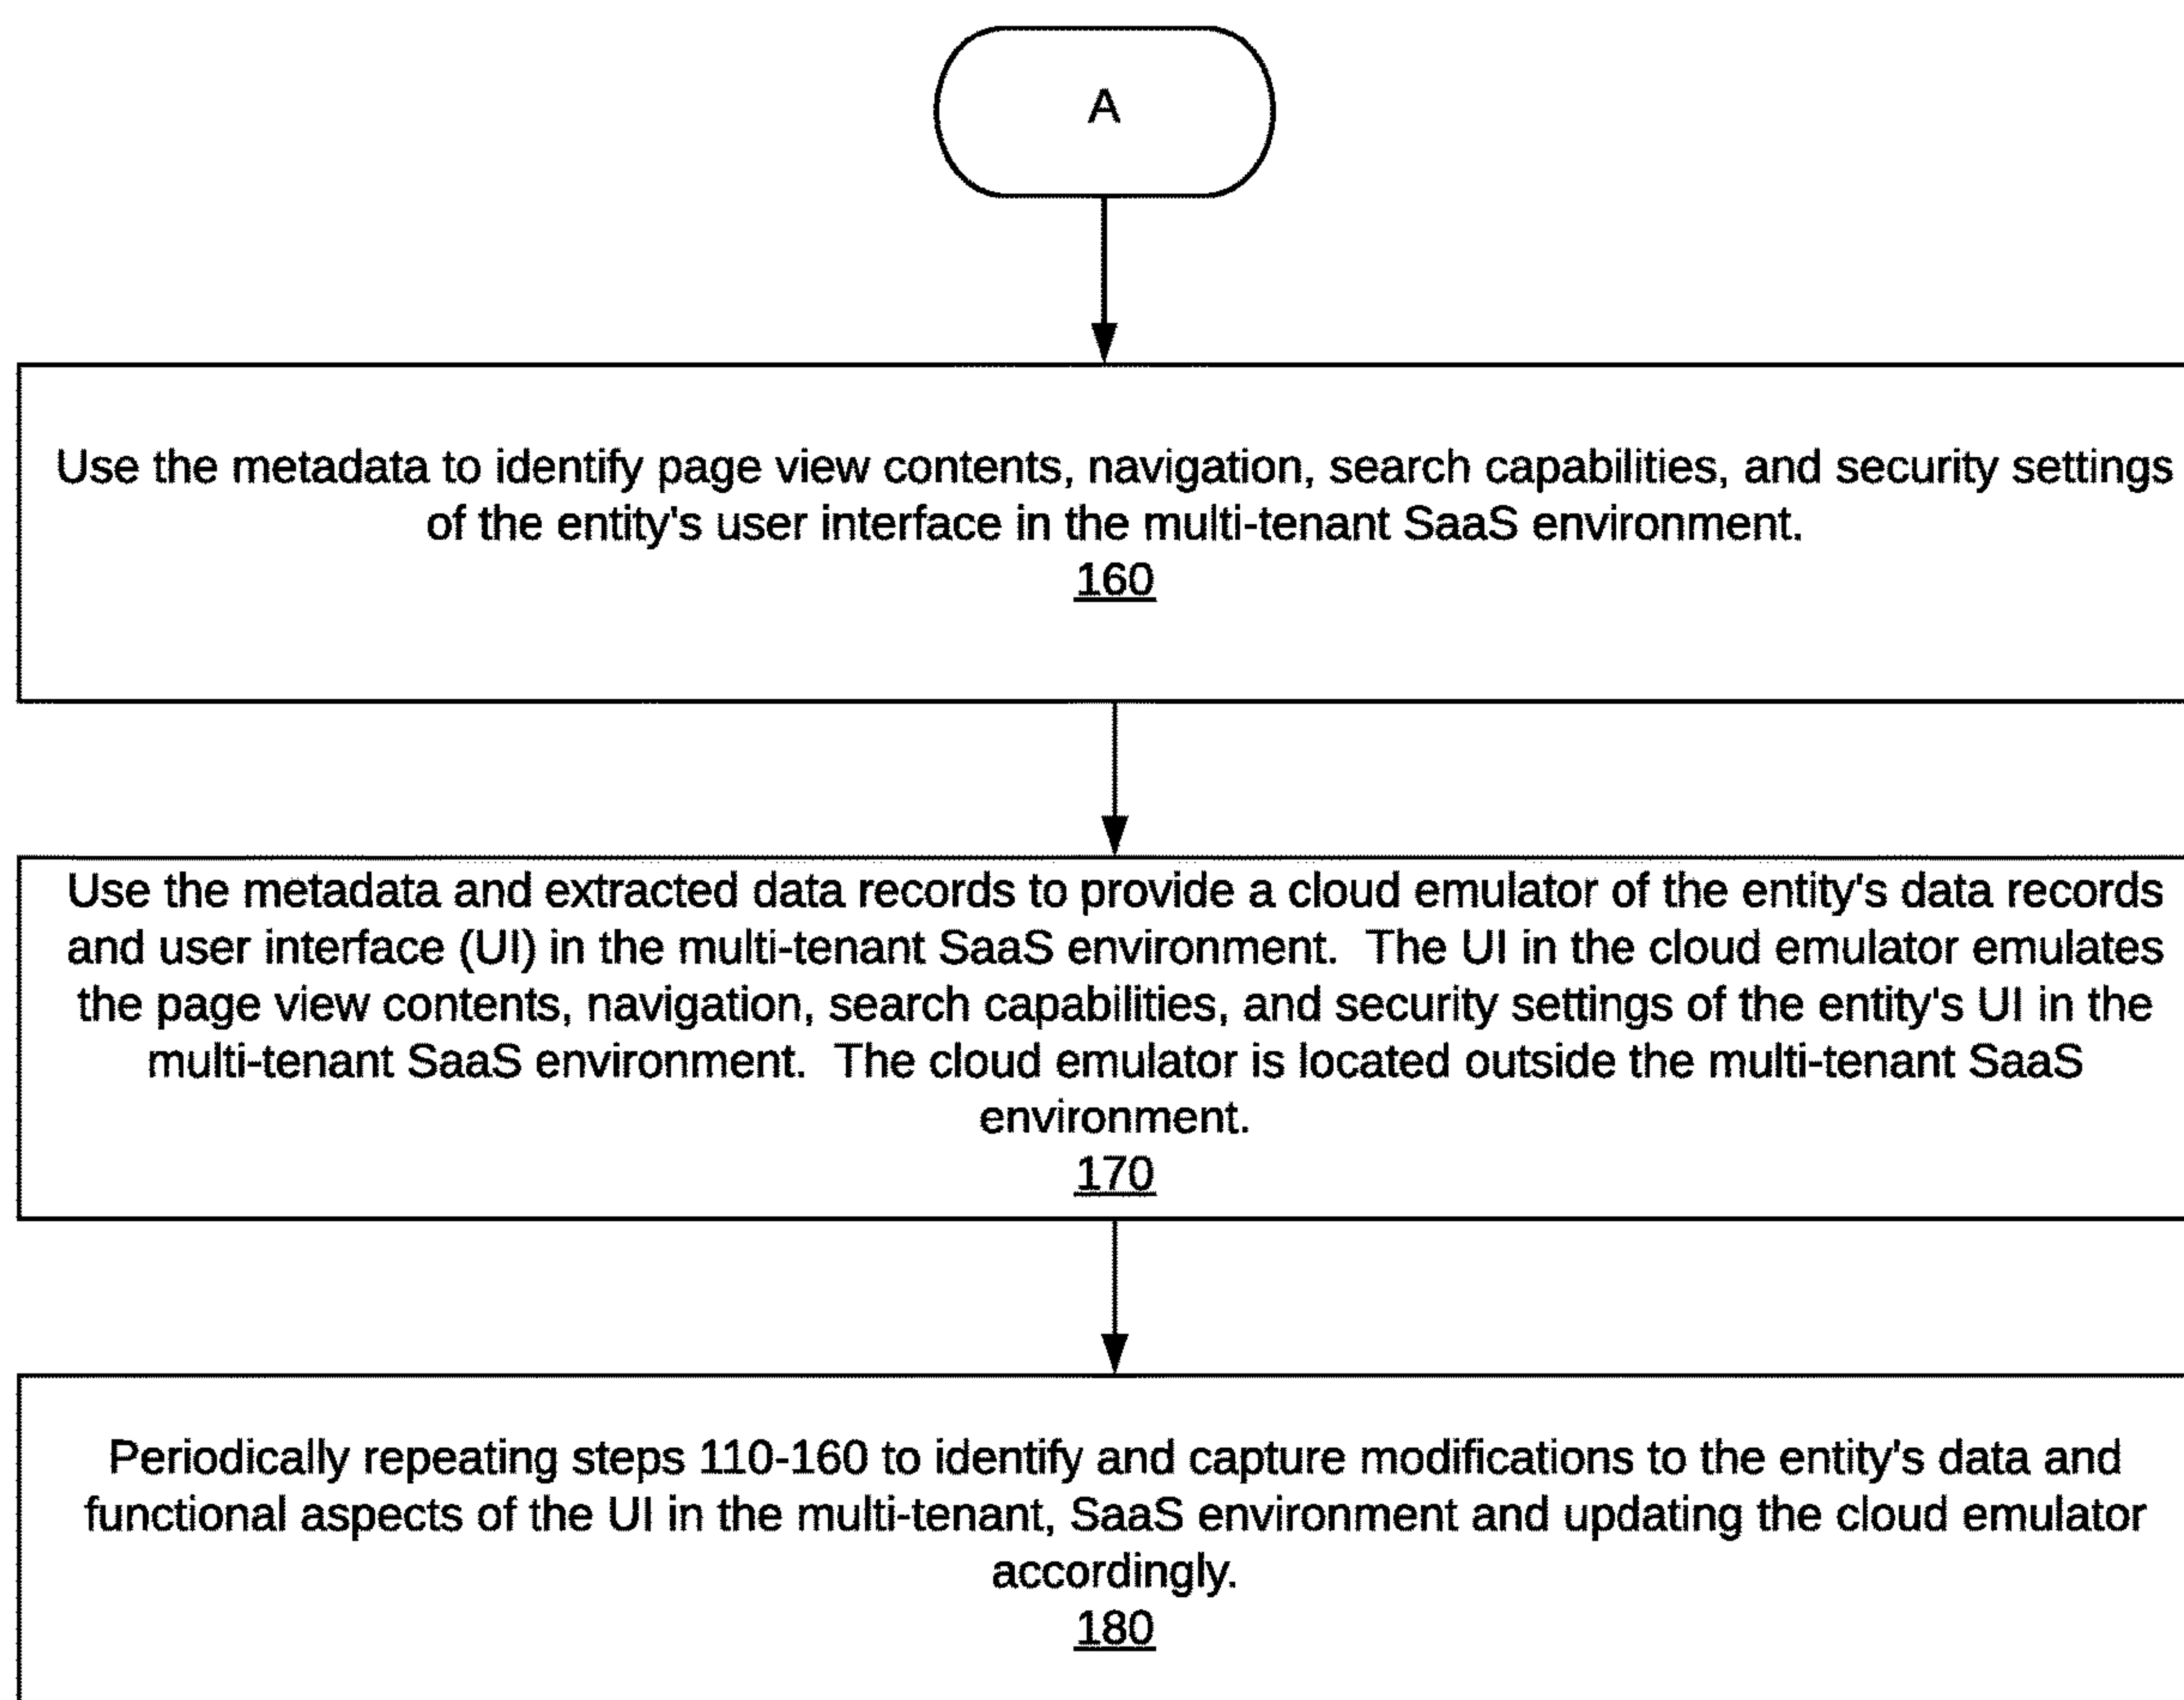 A
Use the metadata to identify page view contents, navigation, search capabilities, and security settings
of the entity's user interface in the multi-tenant SaaS environment.
160
Use the metadata and extracted data records to provide a cloud emulator of the entity's data records
and user interface (UI) in the multi-tenant SaaS environment.  The UI in the cloud emulator emulates
the page view contents, navigation, search capabilities, and security settings of the entity's UI in the
multi-tenant SaaS environment.  The cloud emulator is located outside the multi-tenant SaaS
environment.
170
Periodically repeating steps 110-160 to identify and capture modifications to the entity's data and
functional aspects of the UI in the multi-tenant, SaaS environment and updating the cloud emulator
accordingly.
180